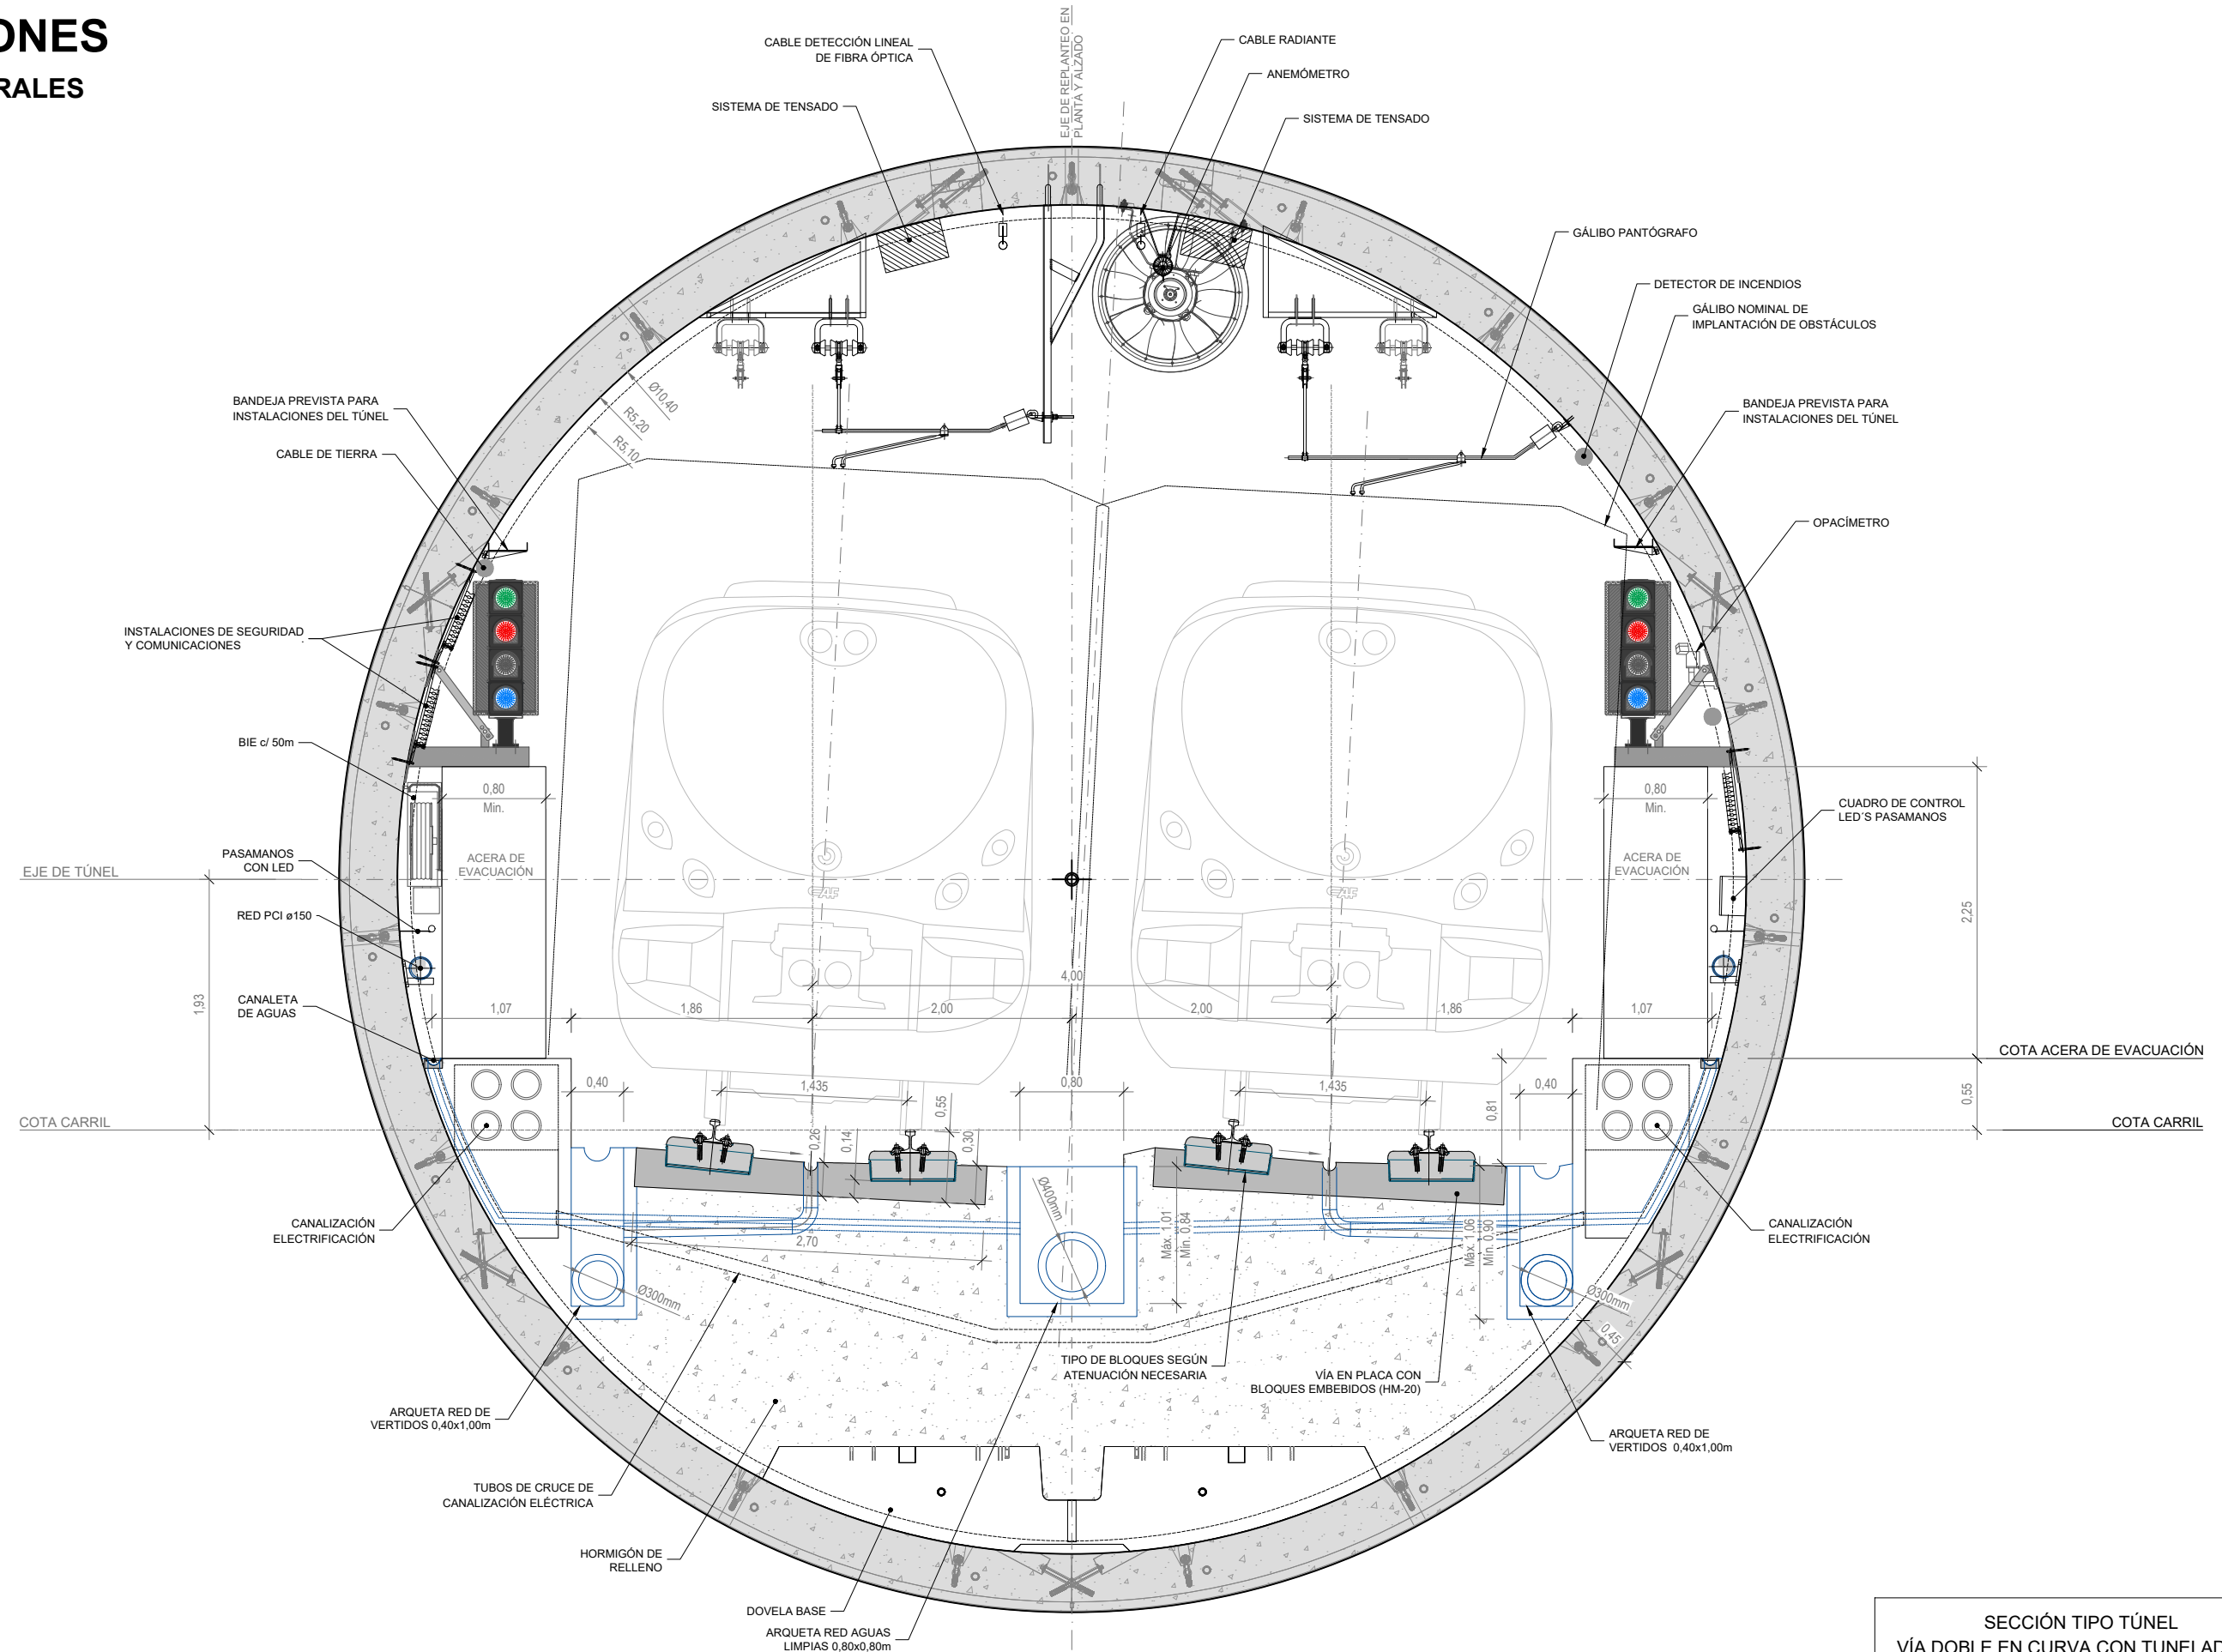 ONES
RALES
EJE DE REPLANTEO EN
PLANTA Y ALZADO
CABLE DETECCIÓN LINEAL
DE FIBRA ÓPTICA
CABLE RADIANTE
ANEMÓMETRO
SISTEMA DE TENSADO
SISTEMA DE TENSADO
GÁLIBO PANTÓGRAFO
DETECTOR DE INCENDIOS
GÁLIBO NOMINAL DE
IMPLANTACIÓN DE OBSTÁCULOS
Ø10,40
R5,20
R5,10
BANDEJA PREVISTA PARA
INSTALACIONES DEL TÚNEL
BANDEJA PREVISTA PARA
INSTALACIONES DEL TÚNEL
CABLE DE TIERRA
OPACÍMETRO
INSTALACIONES DE SEGURIDAD
Y COMUNICACIONES
BIE c/ 50m
0,80
Min.
0,80
Min.
CUADRO DE CONTROL
LED´S PASAMANOS
PASAMANOS
CON LED
ACERA DE
EVACUACIÓN
ACERA DE
EVACUACIÓN
EJE DE TÚNEL
RED PCI ø150
2,25
4,00
1,93
CANALETA
DE AGUAS
1,07
1,86
2,00
2,00
1,86
1,07
COTA ACERA DE EVACUACIÓN
0,40
1,435
0,80
1,435
0,40
0,55
0,81
0,55
COTA CARRIL
COTA CARRIL
0,26
0,14
0,30
Ø400mm
Máx. 1,01
Mín. 0,84
Máx. 1,06
Mín. 0,90
CANALIZACIÓN
ELECTRIFICACIÓN
2,70
CANALIZACIÓN
ELECTRIFICACIÓN
Ø300mm
Ø300mm
0,45
TIPO DE BLOQUES SEGÚN
ATENUACIÓN NECESARIA
VÍA EN PLACA CON
BLOQUES EMBEBIDOS (HM-20)
ARQUETA RED DE
VERTIDOS 0,40x1,00m
ARQUETA RED DE
VERTIDOS 0,40x1,00m
TUBOS DE CRUCE DE
CANALIZACIÓN ELÉCTRICA
HORMIGÓN DE
RELLENO
DOVELA BASE
ARQUETA RED AGUAS
LIMPIAS 0,80x0,80m
SECCIÓN TIPO TÚNEL
VÍA DOBLE EN CURVA CON TUNELAD